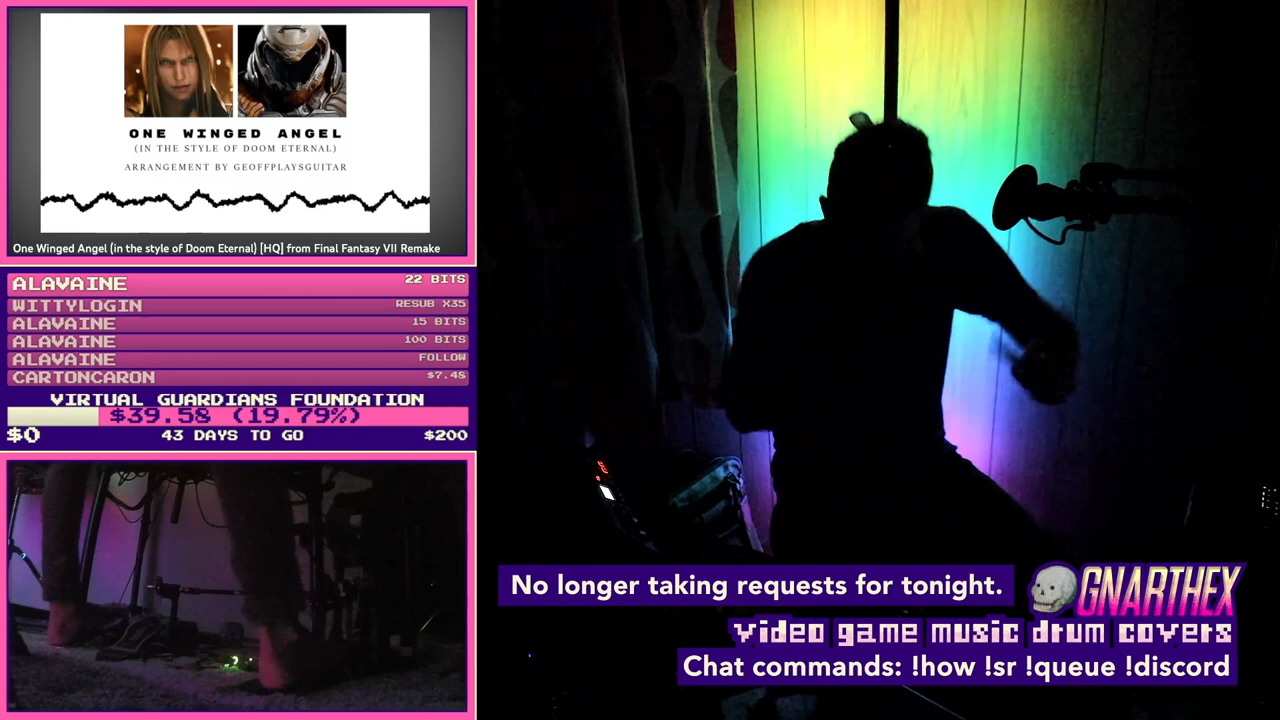 ONE WINGED ANGEL
(IN THE STYLE OF DOOM ETERNAL)
ARRANGEMENT BY GEOFFPLAYSGUITAR
One Winged Angel (in the style of Doom Eternal) [HQ] from Final Fantasy VII Remake
ALAVAINE 22 BITS
WITTYLOGIN RESUB X35
ALAVAINE 15 BITS
ALAVAINE 100 BITS
ALAVAINE FOLLOW
CARTONCARON $7.48
VIRTUAL GUARDIANS FOUNDATION
$39.58 (19.79%)
$0 43 DAYS TO GO $200
No longer taking requests for tonight.
GNARTHEX
video game music drum covers
Chat commands: !how !sr !queue !discord